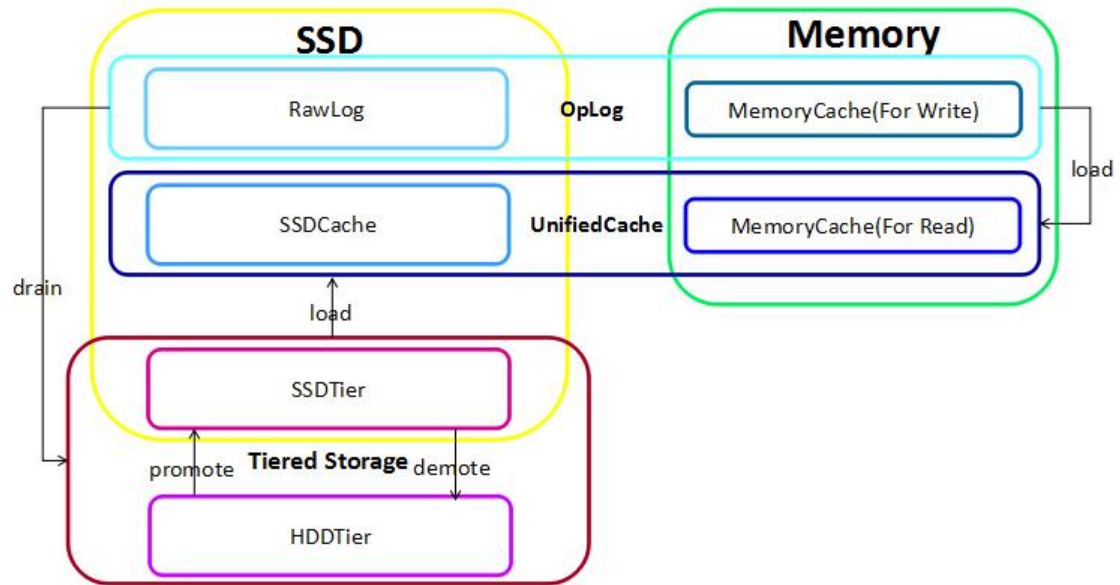 SSD
Memory
RawLog
OpLog
MemoryCache(For Write)
load
SSDCache
UnifiedCache
MemoryCache(For Read)
drain
load
SSDTier
promote
Tiered Storage
demote
HDDTier